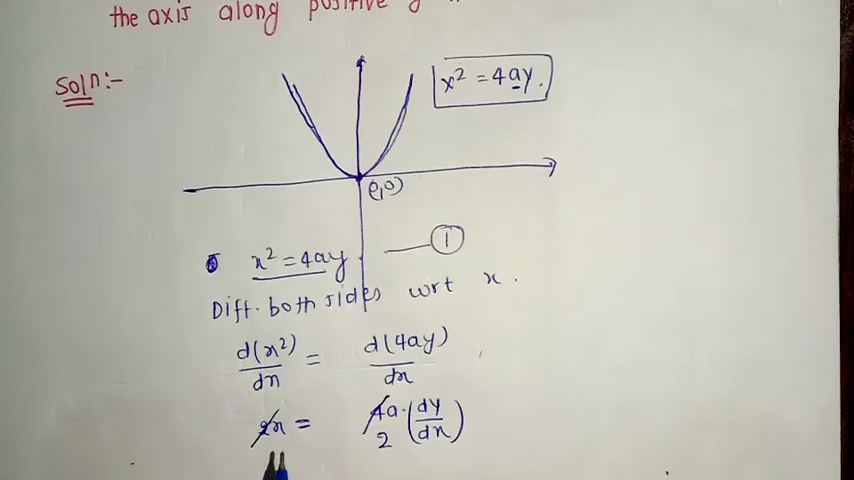 the axis along positive y
Soln:-
x² = 4ay.
(0,0)
x² = 4ay. ——— ①
Diff. both sides wrt x.
d(x²)/dx = d(4ay)/dx
2x = 4a. (dy/dx)
2